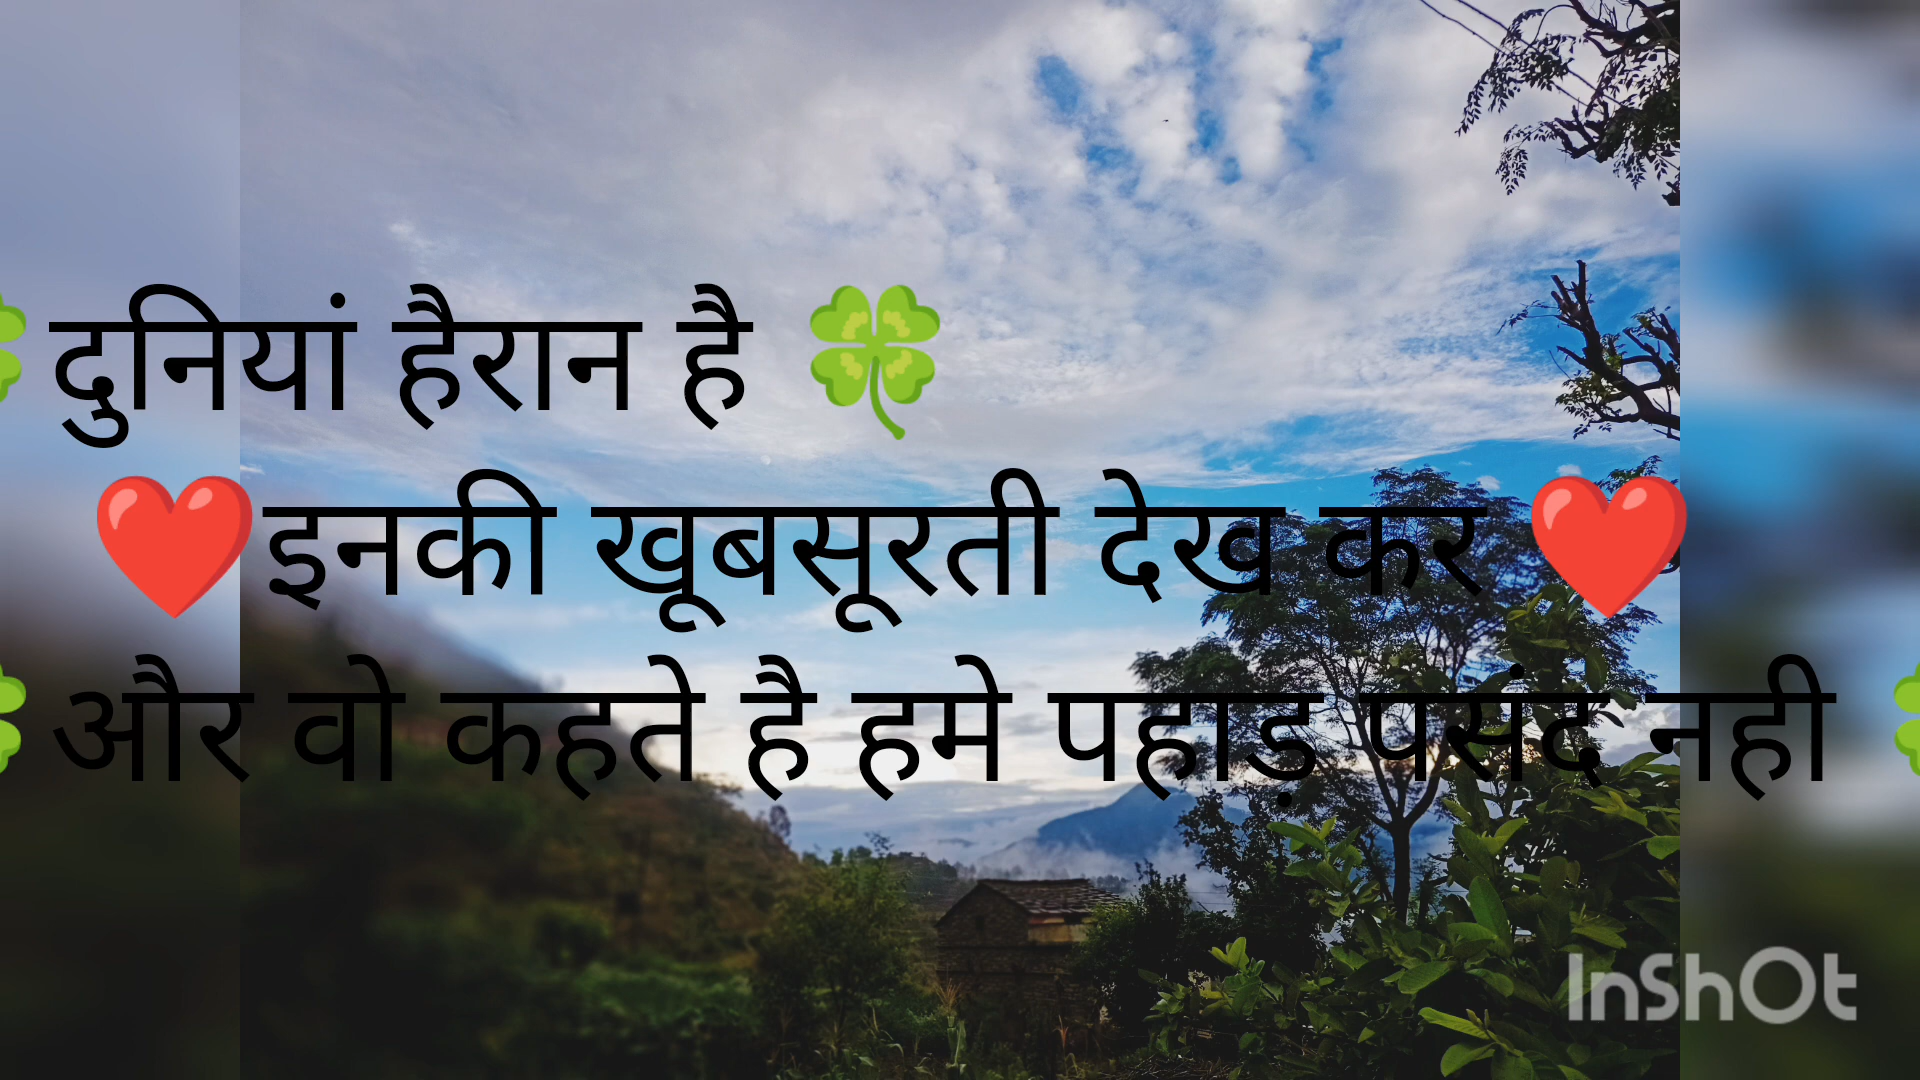 🍀दुनियां हैरान है 🍀
❤️इनकी खूबसूरती देख कर ❤️
🍀और वो कहते है हमे पहाड़ पसंद नही 🍀
InShOt